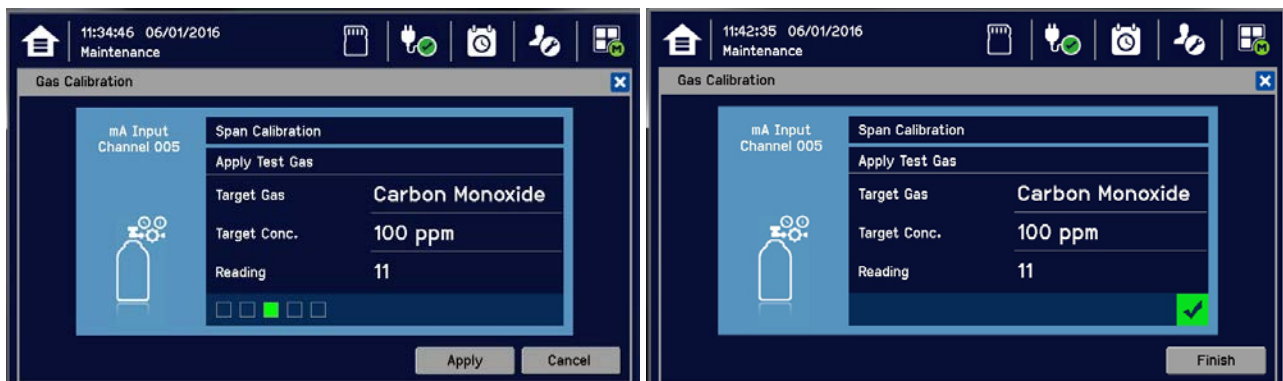 11:34:46 06/01/2016
Maintenance
M
Gas Calibration
mA Input
Channel 005
Span Calibration
Apply Test Gas
Target Gas Carbon Monoxide
Target Conc. 100 ppm
Reading 11
Apply Cancel
11:42:35 06/01/2016
Maintenance
M
Gas Calibration
mA Input
Channel 005
Span Calibration
Apply Test Gas
Target Gas Carbon Monoxide
Target Conc. 100 ppm
Reading 11
Finish